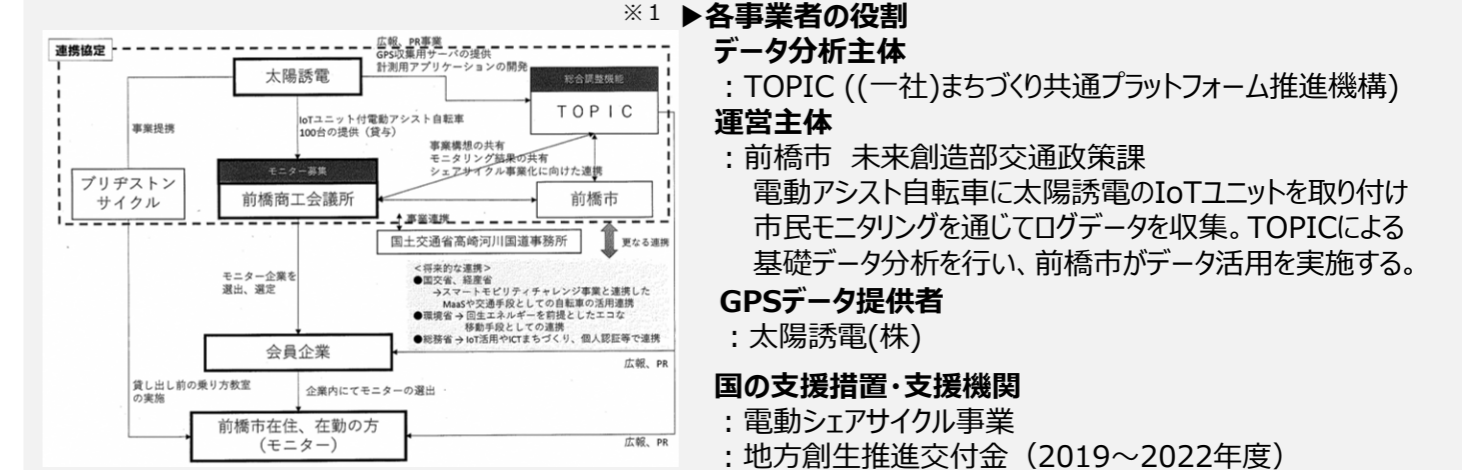 ※１
連携協定
広報、PR事業
GPS収集用サーバの提供
計測用アプリケーションの開発
太陽誘電
総合調整機能
TOPIC
事業提携
IoTユニット付電動アシスト自転車
100台の提供（貸与）
事業構想の共有
モニタリング結果の共有
シェアサイクル事業化に向けた連携
モニター募集
ブリヂストン
サイクル
前橋商工会議所
前橋市
事業連携
国土交通省高崎河川国道事務所
更なる連携
モニター企業を
選出、選定
＜将来的な連携＞
●国交省、経産省
→スマートモビリティチャレンジ事業と連携した
MaaSや交通手段としての自転車の活用連携
●環境省→回生エネルギーを前提としたエコな
移動手段としての連携
●総務省→IoT活用やICTまちづくり、個人認証等で連携
会員企業
広報、PR
貸し出し前の乗り方教室
の実施
企業内にてモニターの選出
前橋市在住、在勤の方
（モニター）
広報、PR
▶各事業者の役割
データ分析主体
：TOPIC ((一社)まちづくり共通プラットフォーム推進機構)
運営主体
：前橋市 未来創造部交通政策課
電動アシスト自転車に太陽誘電のIoTユニットを取り付け
市民モニタリングを通じてログデータを収集。TOPICによる
基礎データ分析を行い、前橋市がデータ活用を実施する。
GPSデータ提供者
：太陽誘電(株)
国の支援措置・支援機関
：電動シェアサイクル事業
：地方創生推進交付金（2019～2022年度）